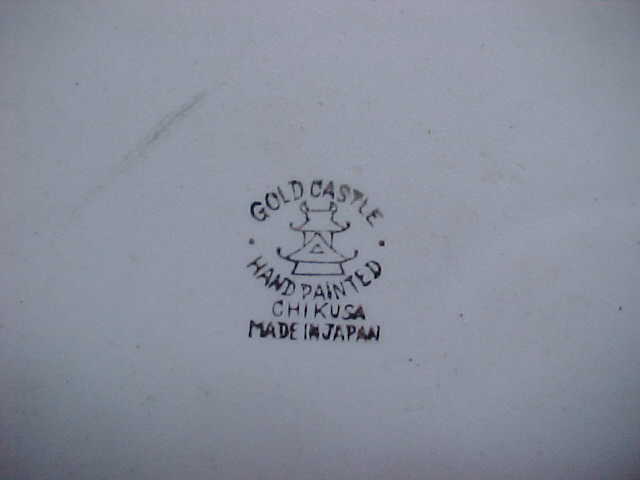 GOLD CASTLE
HAND PAINTED
CHIKUSA
MADE IN JAPAN